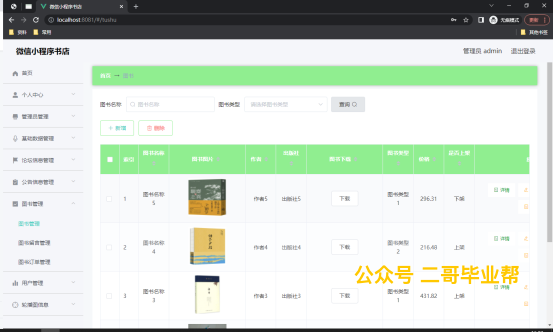 微信小程序书店
localhost:8081/#/tushu
无痕模式
更新
资料
常用
其他书签
微信小程序书店
管理员 admin
退出登录
首页
个人中心
管理员管理
基础数据管理
论坛信息管理
公告信息管理
图书管理
图书管理
图书留言管理
图书订单管理
用户管理
轮播图信息
首页
图书
图书名称
图书名称
图书类型
请选择图书类型
查询
+ 新增
删除
索引 图书名称 图书照片 作者 出版社 图书下载 图书类型 是否上架
1 图书名称5 作者5 出版社5 下载 图书类型1 296.31 下架 详情
2 图书名称4 作者4 出版社4 下载 图书类型2 216.48 上架 详情
3 图书名称3 作者3 出版社3 下载 图书类型1 431.82 上架 详情
公众号 二哥毕业帮